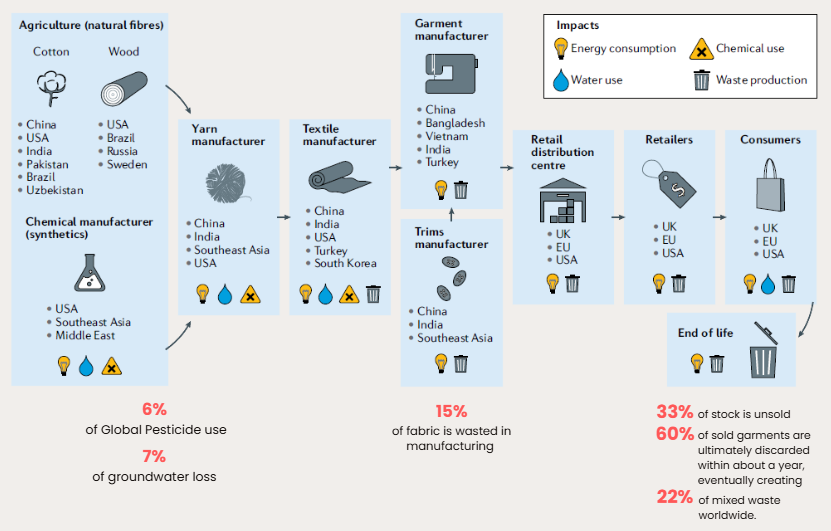 Agriculture (natural fibres)
Cotton
• China
• USA
• India
• Pakistan
• Brazil
• Uzbekistan
Wood
• USA
• Brazil
• Russia
• Sweden
Chemical manufacturer
(synthetics)
• USA
• Southeast Asia
• Middle East
6%
of Global Pesticide use
7%
of groundwater loss
Yarn
manufacturer
• China
• India
• Southeast Asia
• USA
Textile
manufacturer
• China
• India
• USA
• Turkey
• South Korea
Garment
manufacturer
• China
• Bangladesh
• Vietnam
• India
• Turkey
Trims
manufacturer
• China
• India
• Southeast Asia
15%
of fabric is wasted in
manufacturing
Impacts
Energy consumption
Chemical use
Water use
Waste production
Retail
distribution
centre
• UK
• EU
• USA
Retailers
$
• UK
• EU
• USA
Consumers
• UK
• EU
• USA
End of life
33% of stock is unsold
60% of sold garments are
ultimately discarded
within about a year,
eventually creating
22% of mixed waste
worldwide.